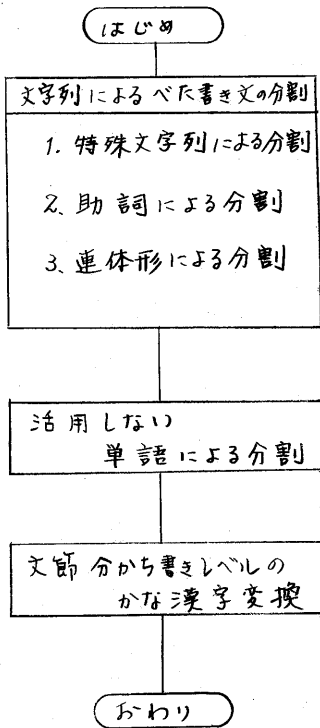 はじめ
文字列によるべた書き文の分割
1. 特殊文字列による分割
2. 助詞による分割
3. 連体形による分割
活用しない
単語による分割
文節分かち書きレベルの
かな漢字変換
おわり